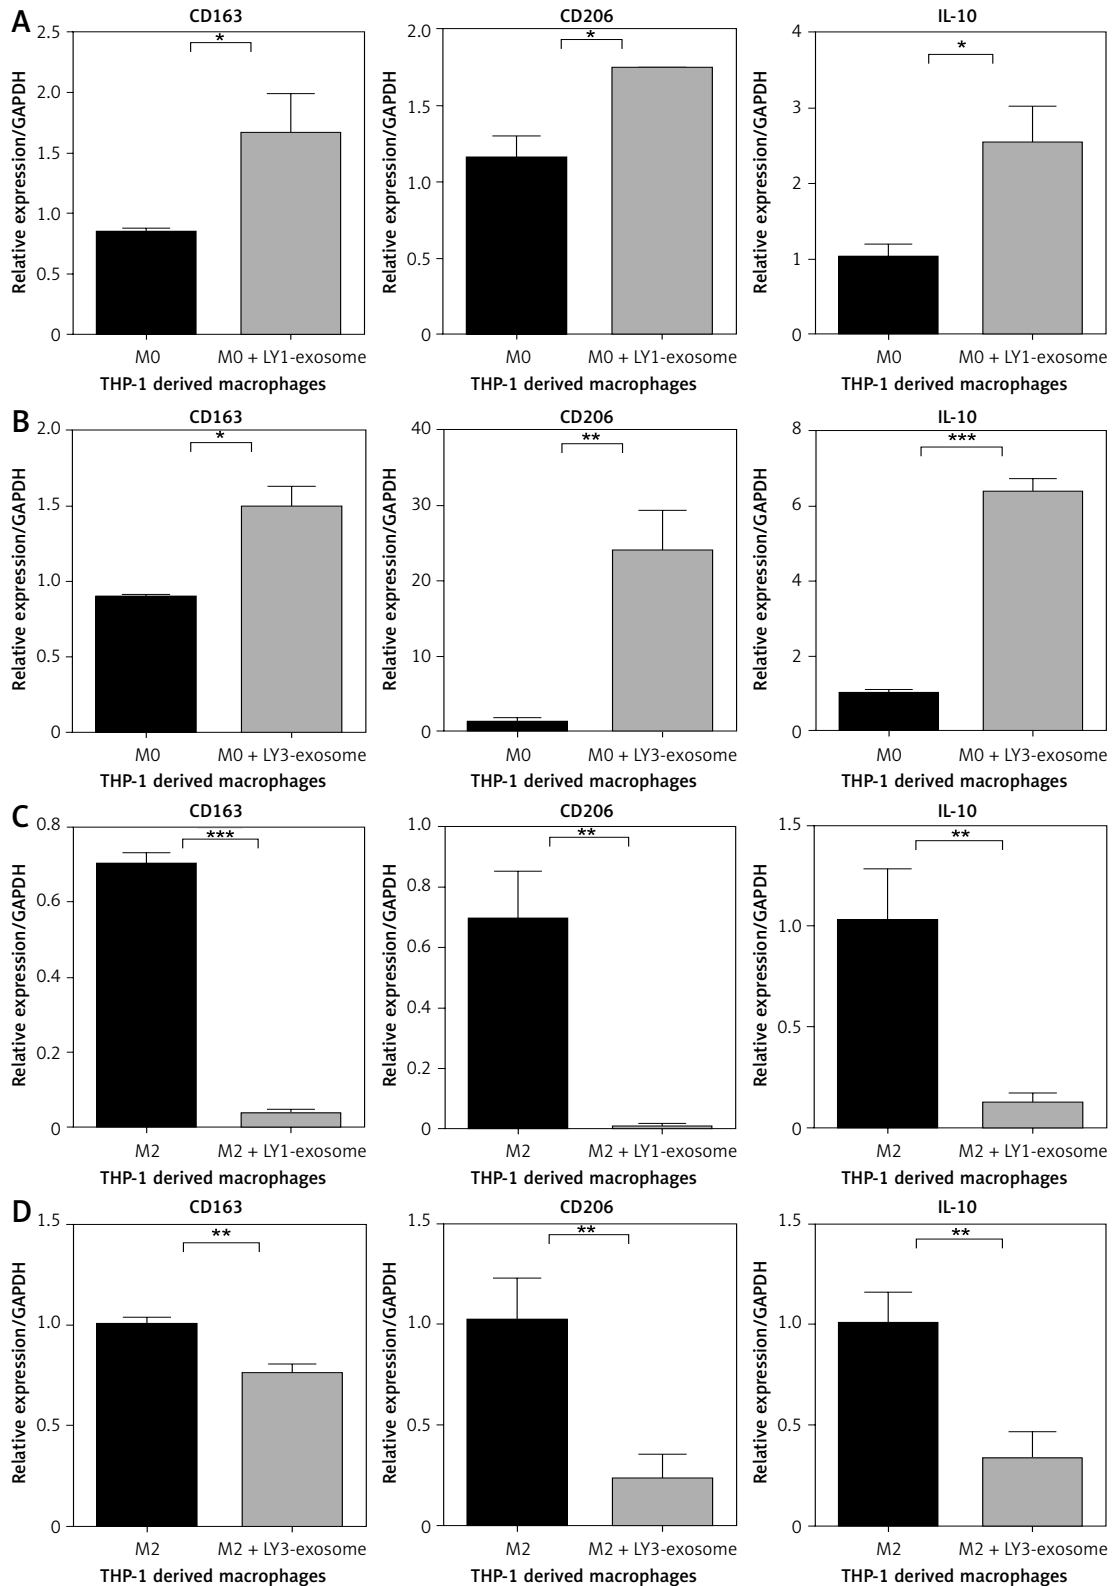 A
CD163
Relative expression/GAPDH
2.5
2.0
1.5
1.0
0.5
0
*
M0 M0 + LY1-exosome
THP-1 derived macrophages
CD206
Relative expression/GAPDH
2.0
1.5
1.0
0.5
0
*
M0 M0 + LY1-exosome
THP-1 derived macrophages
IL-10
Relative expression/GAPDH
4
3
2
1
0
*
M0 M0 + LY1-exosome
THP-1 derived macrophages
B
CD163
Relative expression/GAPDH
2.0
1.5
1.0
0.5
0
*
M0 M0 + LY3-exosome
THP-1 derived macrophages
CD206
Relative expression/GAPDH
40
30
20
10
0
**
M0 M0 + LY3-exosome
THP-1 derived macrophages
IL-10
Relative expression/GAPDH
8
6
4
2
0
***
M0 M0 + LY3-exosome
THP-1 derived macrophages
C
CD163
Relative expression/GAPDH
0.8
0.6
0.4
0.2
0
***
M2 M2 + LY1-exosome
THP-1 derived macrophages
CD206
Relative expression/GAPDH
1.0
0.8
0.6
0.4
0.2
0
**
M2 M2 + LY1-exosome
THP-1 derived macrophages
IL-10
Relative expression/GAPDH
1.5
1.0
0.5
0
**
M2 M2 + LY1-exosome
THP-1 derived macrophages
D
CD163
Relative expression/GAPDH
1.5
1.0
0.5
0
**
M2 M2 + LY3-exosome
THP-1 derived macrophages
CD206
Relative expression/GAPDH
1.5
1.0
0.5
0
**
M2 M2 + LY3-exosome
THP-1 derived macrophages
IL-10
Relative expression/GAPDH
1.5
1.0
0.5
0
**
M2 M2 + LY3-exosome
THP-1 derived macrophages